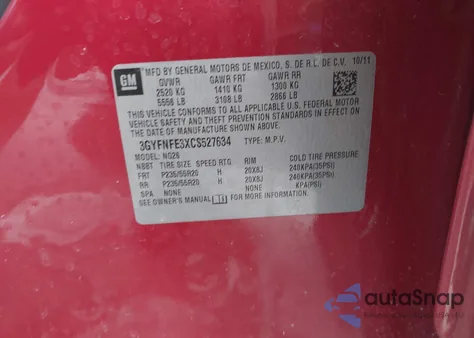 GM
MFD BY GENERAL MOTORS DE MEXICO, S. DE R.L. DE C.V. 10/11
GVWR GAWR FRT GAWR RR
2520 KG 1410 KG 1300 KG
5556 LB 3108 LB 2866 LB
THIS VEHICLE CONFORMS TO ALL APPLICABLE U.S. FEDERAL MOTOR
VEHICLE SAFETY AND THEFT PREVENTION STANDARDS
IN EFFECT ON THE DATE OF MANUFACTURE SHOWN ABOVE.
3GYFNFE3XCS527634 TYPE: M.P.V.
MODEL: NG26
TIRE SIZE SPEED RTG RIM COLD TIRE PRESSURE
FRT P235/55R20 H 20X8J 240KPA(35PSI)
RR P235/55R20 H 20X8J 240KPA(35PSI)
SPA NONE NONE KPA(PSI)
SEE OWNER'S MANUAL
autoSnap